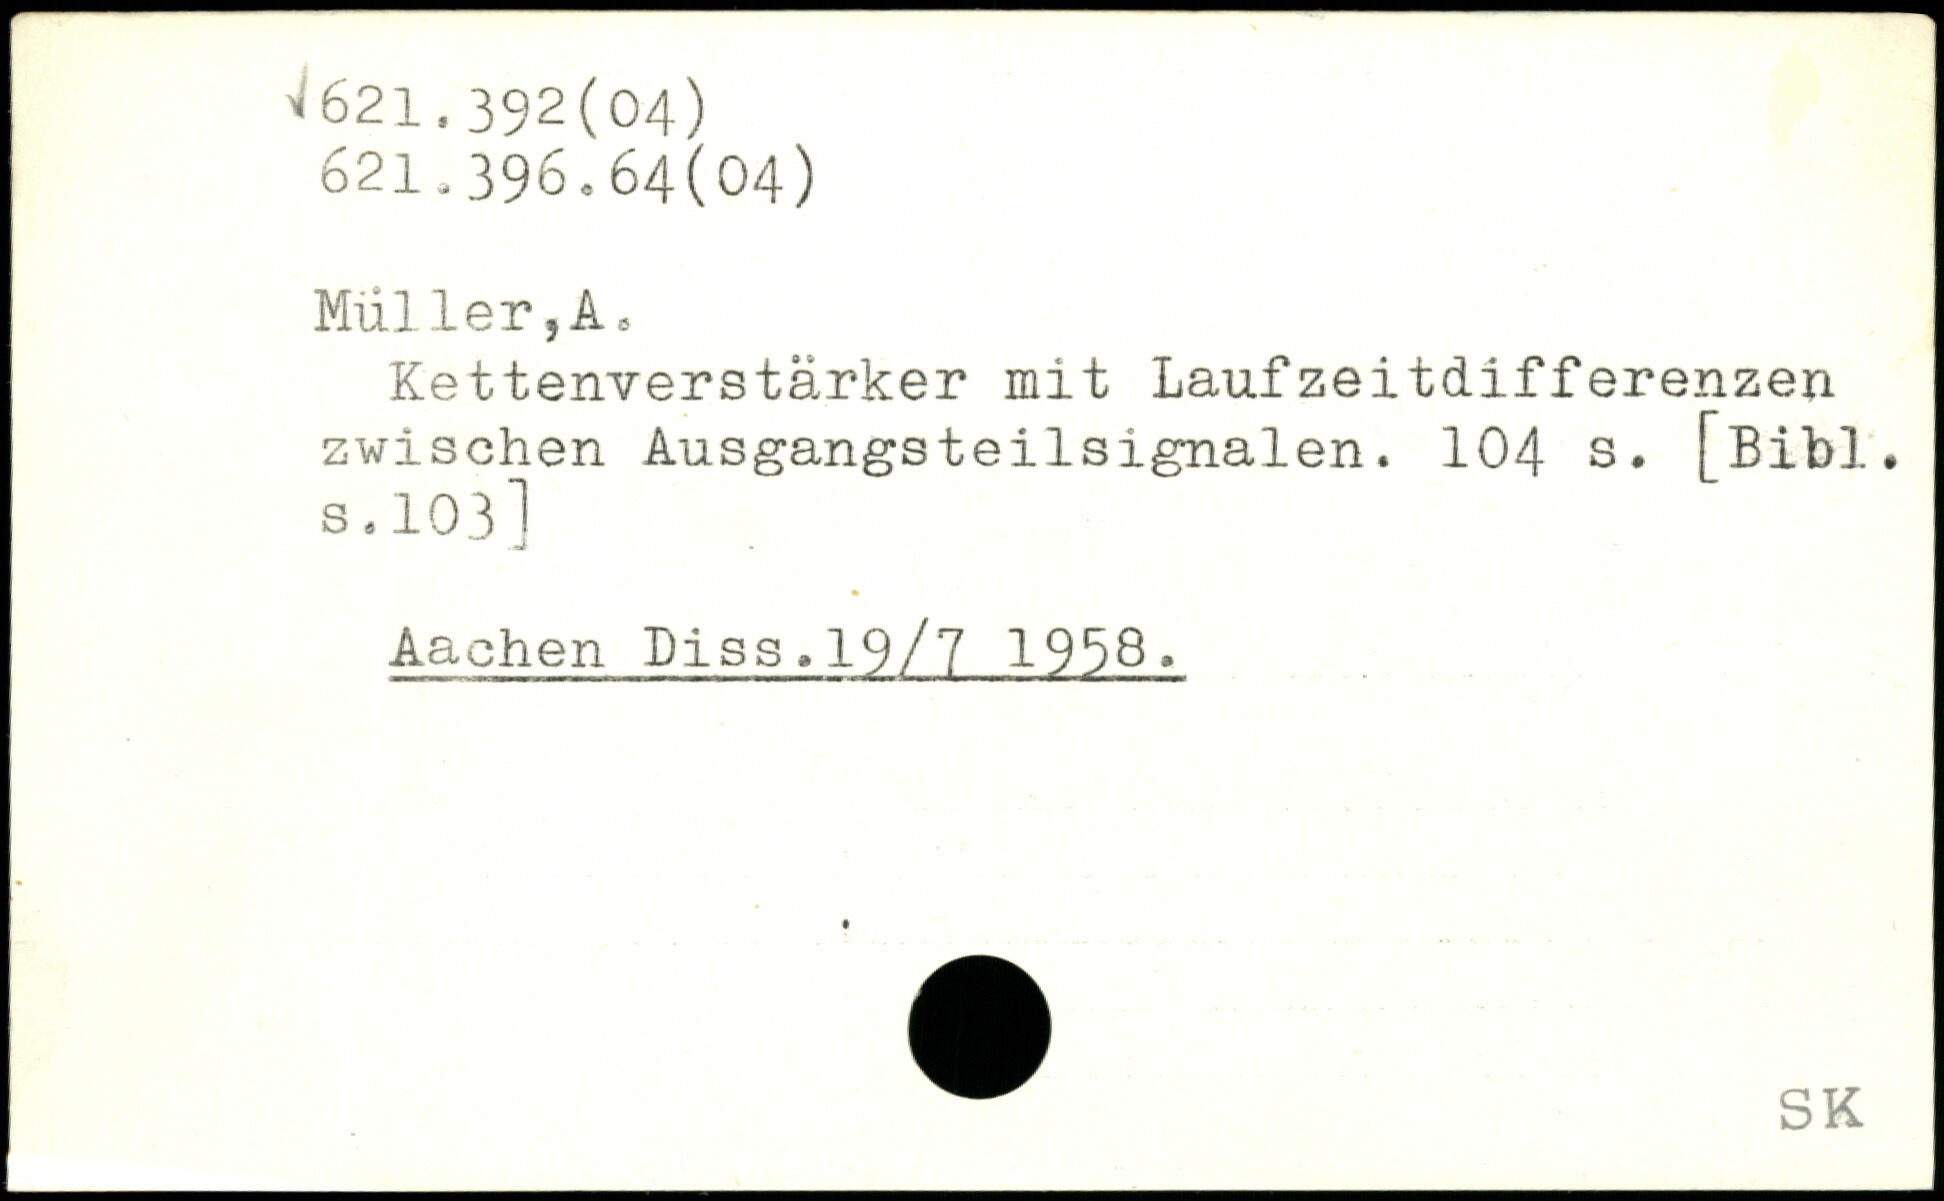 621.392(04)
621.396.64(04)
Müller,A.
Kettenverstärker mit Laufzeitdifferenzen
zwischen Ausgangsteilsignalen. 104 s. [Bibl.
s.103]
Aachen Diss.19/7 1958.
SK